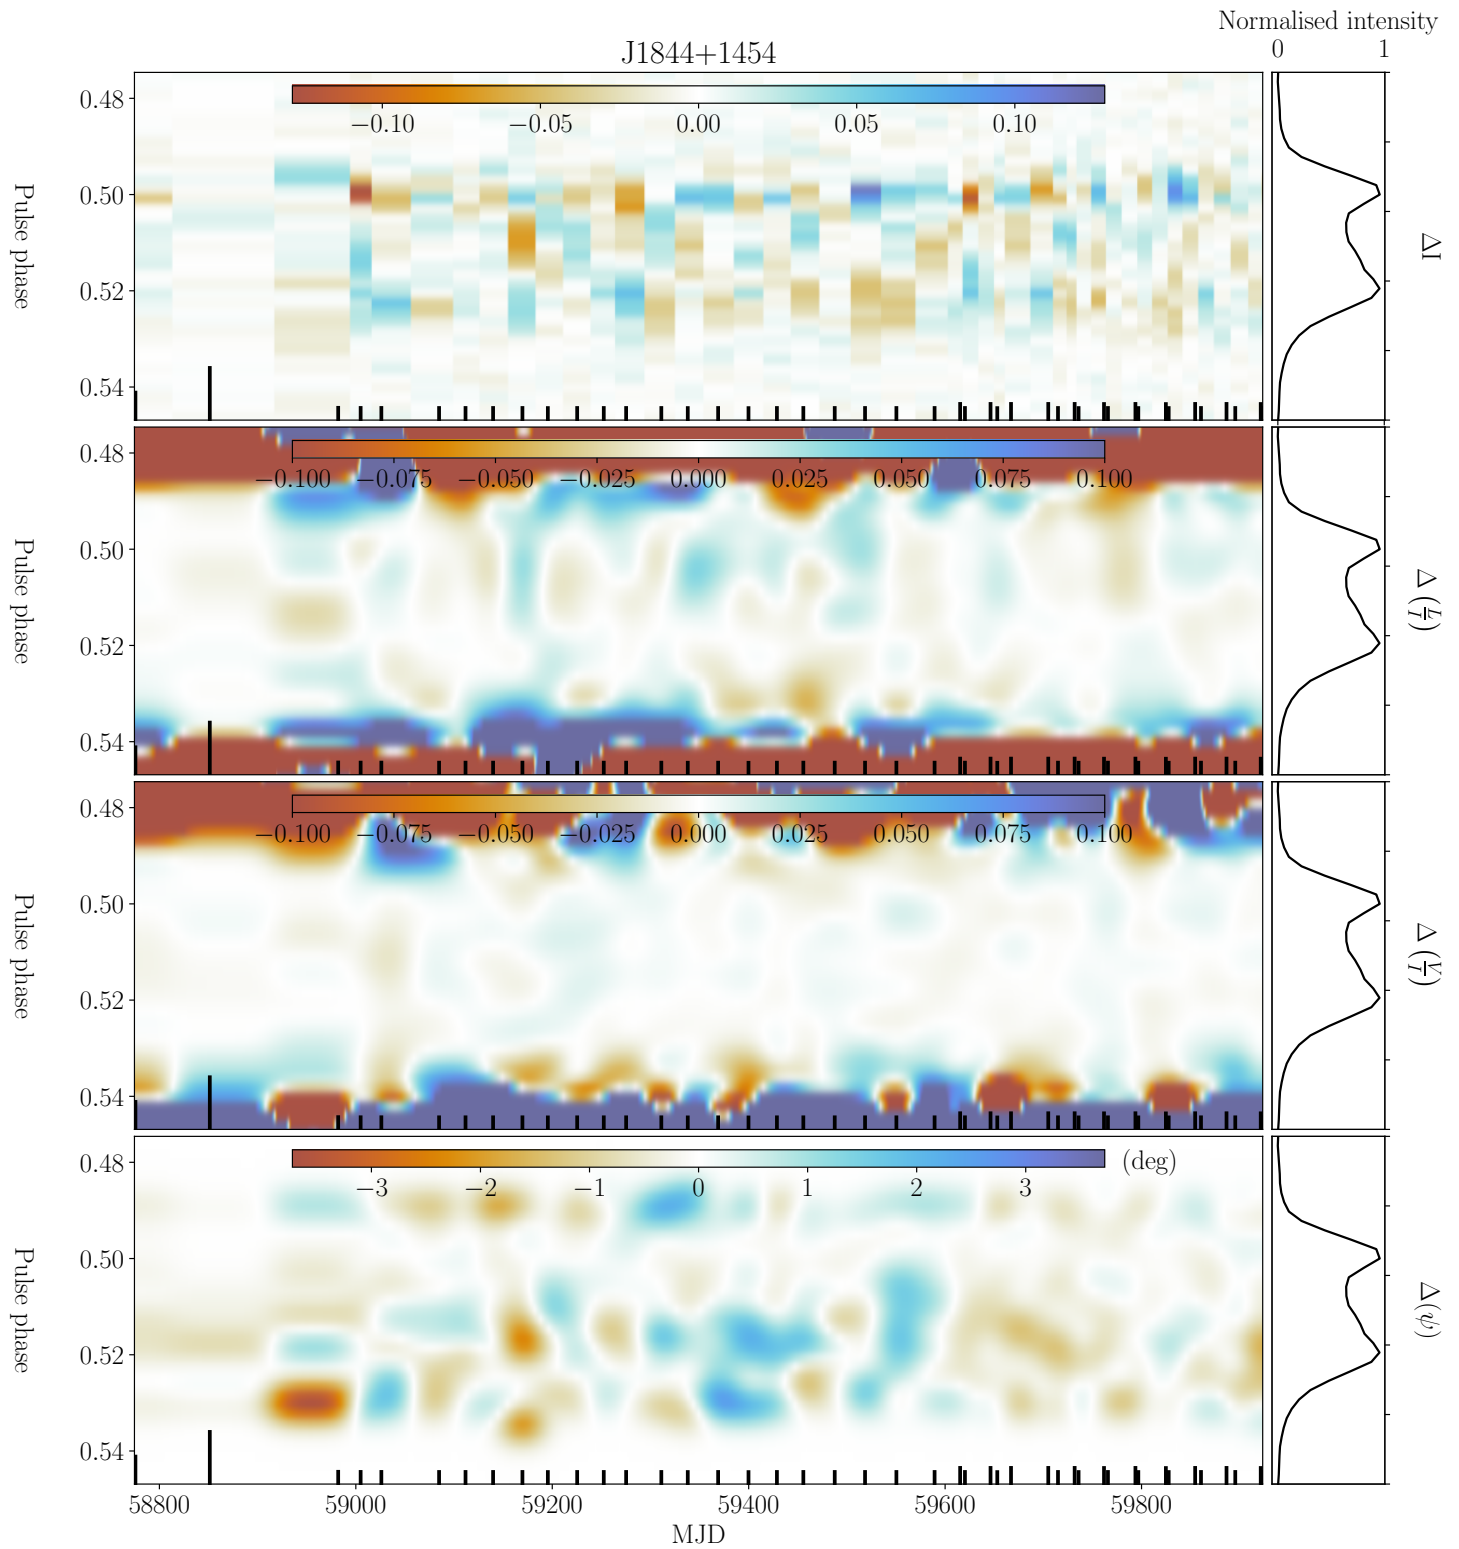 Normalised intensity
J1844+1454
0 1
0.48
−0.10 −0.05 0.00 0.05 0.10
0.50
Pulse phase
ΔI
0.52
0.54
0.48
−0.100 −0.075 −0.050 −0.025 0.000 0.025 0.050 0.075 0.100
0.50
Pulse phase
Δ(L/I)
0.52
0.54
0.48
−0.100 −0.075 −0.050 −0.025 0.000 0.025 0.050 0.075 0.100
0.50
Pulse phase
Δ(V/I)
0.52
0.54
0.48
(deg)
−3 −2 −1 0 1 2 3
0.50
Pulse phase
Δ(ψ)
0.52
0.54
58800 59000 59200 59400 59600 59800
MJD